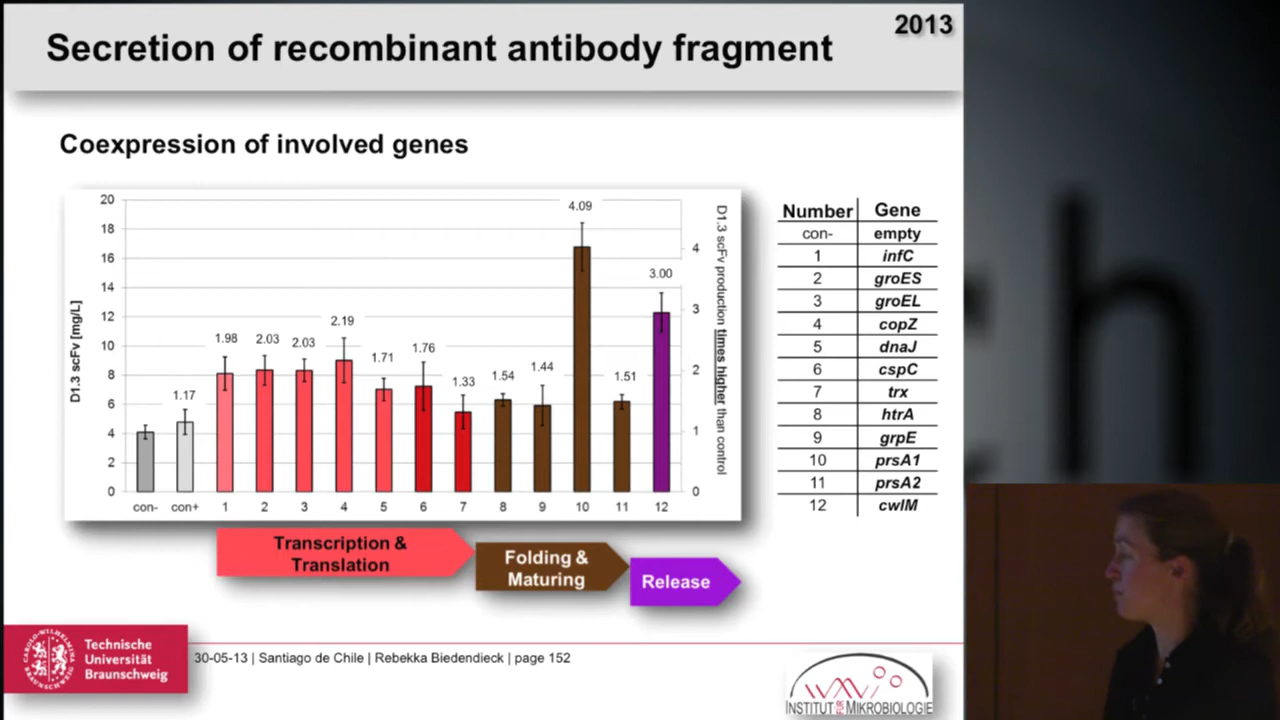 2013
Secretion of recombinant antibody fragment
Coexpression of involved genes
20
18
16
14
12
10
8
6
4
2
0
D1.3 scFv [mg/L]
1.17
1.98
2.03
2.03
2.19
1.71
1.76
1.33
1.54
1.44
4.09
1.51
3.00
4
3
2
1
0
D1.3 scFv production times higher than control
con- con+ 1 2 3 4 5 6 7 8 9 10 11 12
Transcription &
Translation
Folding &
Maturing
Release
Number Gene
con- empty
1 infC
2 groES
3 groEL
4 copZ
5 dnaJ
6 cspC
7 trx
8 htrA
9 grpE
10 prsA1
11 prsA2
12 cwlM
Technische
Universität
Braunschweig
30-05-13 | Santiago de Chile | Rebekka Biedendieck | page 152
INSTITUT FÜR MIKROBIOLOGIE